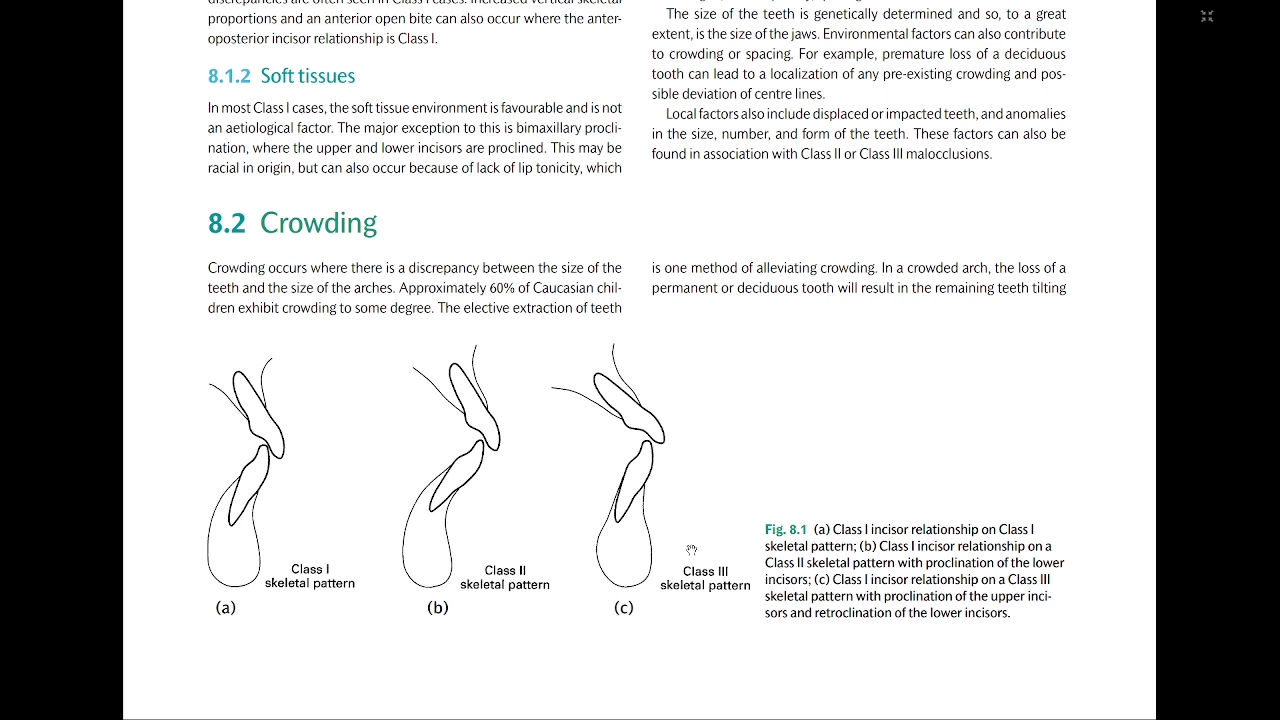 proportions and an anterior open bite can also occur where the anter-
oposterior incisor relationship is Class I.
8.1.2 Soft tissues
In most Class I cases, the soft tissue environment is favourable and is not
an aetiological factor. The major exception to this is bimaxillary procli-
nation, where the upper and lower incisors are proclined. This may be
racial in origin, but can also occur because of lack of lip tonicity, which
The size of the teeth is genetically determined and so, to a great
extent, is the size of the jaws. Environmental factors can also contribute
to crowding or spacing. For example, premature loss of a deciduous
tooth can lead to a localization of any pre-existing crowding and pos-
sible deviation of centre lines.
Local factors also include displaced or impacted teeth, and anomalies
in the size, number, and form of the teeth. These factors can also be
found in association with Class II or Class III malocclusions.
8.2 Crowding
Crowding occurs where there is a discrepancy between the size of the
teeth and the size of the arches. Approximately 60% of Caucasian chil-
dren exhibit crowding to some degree. The elective extraction of teeth
is one method of alleviating crowding. In a crowded arch, the loss of a
permanent or deciduous tooth will result in the remaining teeth tilting
Class I
skeletal pattern
(a)
Class II
skeletal pattern
(b)
Class III
skeletal pattern
(c)
Fig. 8.1 (a) Class I incisor relationship on Class I
skeletal pattern; (b) Class I incisor relationship on a
Class II skeletal pattern with proclination of the lower
incisors; (c) Class I incisor relationship on a Class III
skeletal pattern with proclination of the upper inci-
sors and retroclination of the lower incisors.